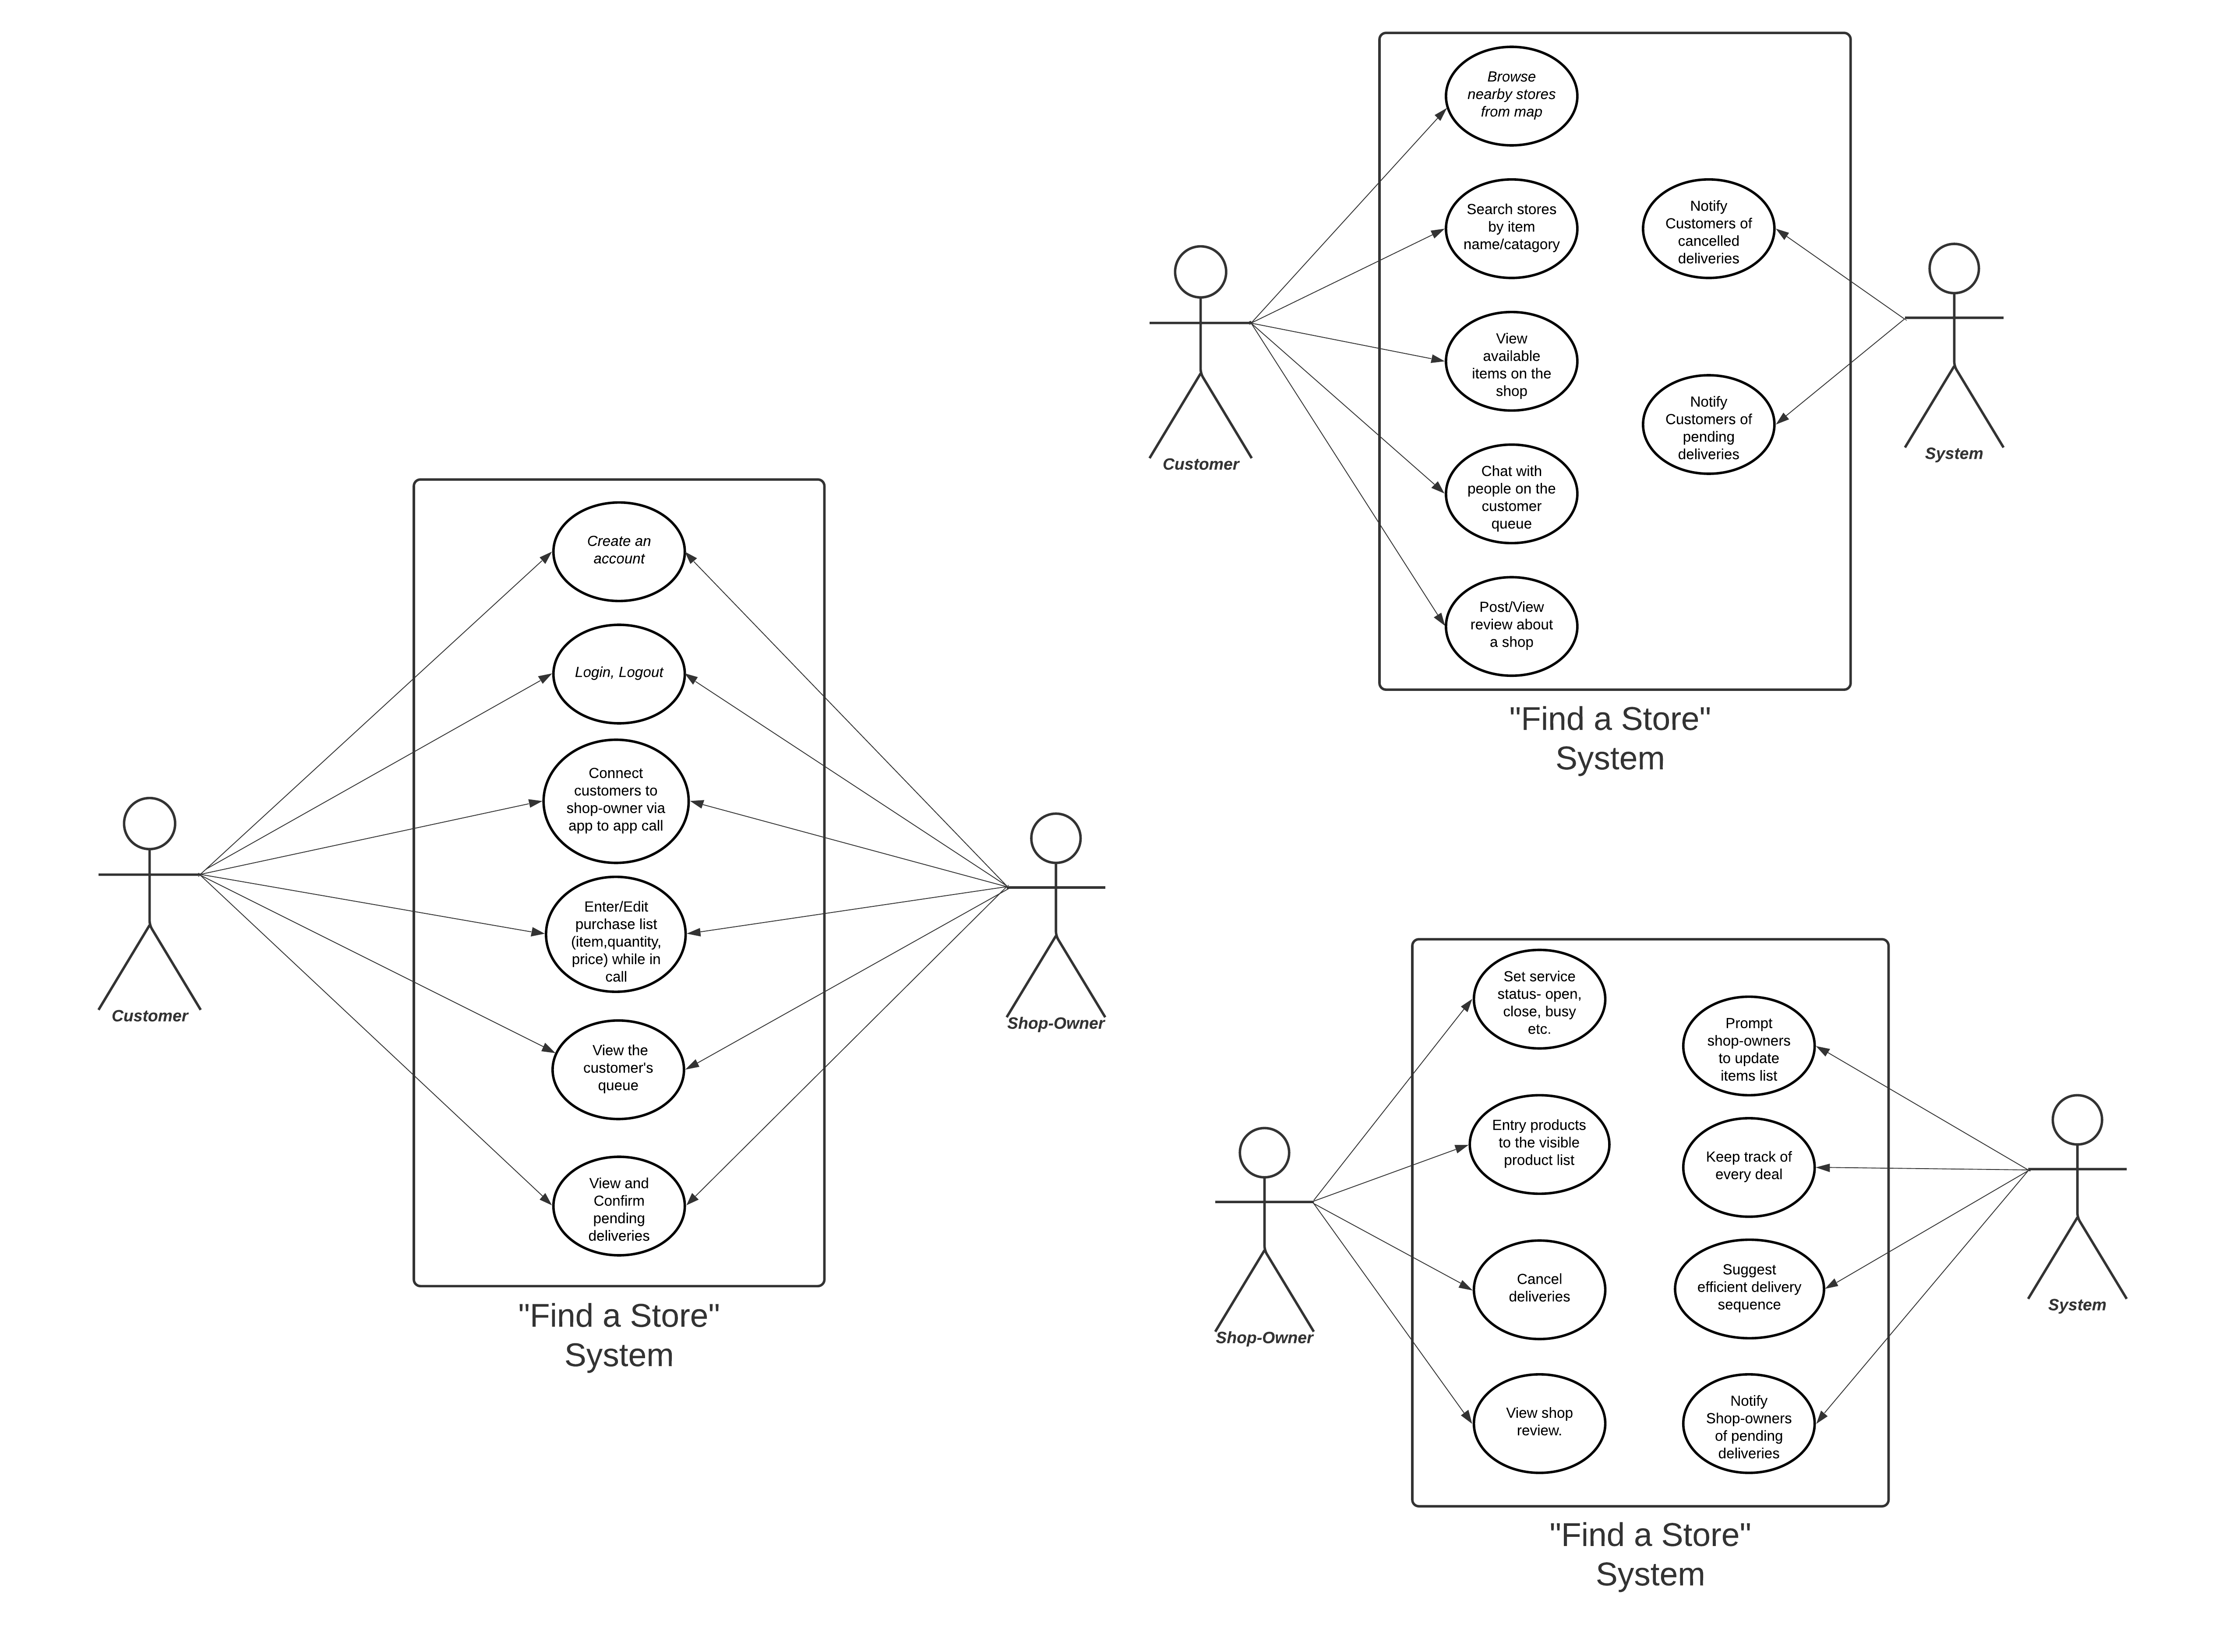 Create an
account
Login, Logout
Connect
customers to
shop-owner via
app to app call
Enter/Edit
purchase list
(item,quantity,
price) while in
call
View the
customer's
queue
View and
Confirm
pending
deliveries
Customer
Shop-Owner
"Find a Store"
System
Browse
nearby stores
from map
Search stores
by item
name/catagory
View
available
items on the
shop
Chat with
people on the
customer
queue
Post/View
review about
a shop
Notify
Customers of
cancelled
deliveries
Notify
Customers of
pending
deliveries
Customer
System
"Find a Store"
System
Set service
status- open,
close, busy
etc.
Entry products
to the visible
product list
Cancel
deliveries
View shop
review.
Prompt
shop-owners
to update
items list
Keep track of
every deal
Suggest
efficient delivery
sequence
Notify
Shop-owners
of pending
deliveries
Shop-Owner
System
"Find a Store"
System